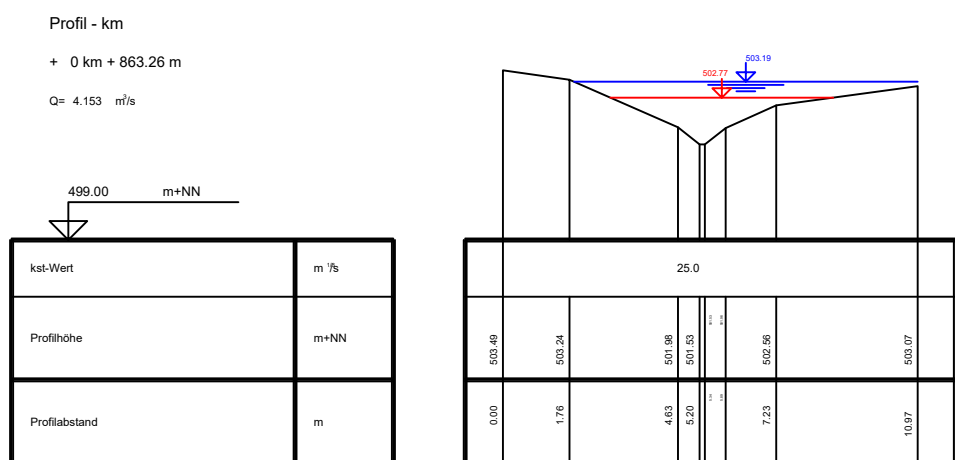 Profil - km
+ 0 km + 863.26 m
Q= 4.153 m³/s
503.19
502.77
499.00 m+NN
kst-Wert m ¹/³/s 25.0
Profilhöhe m+NN 503.49 503.24 501.98 501.53 502.56 503.07
Profilabstand m 0.00 1.76 4.63 5.20 7.23 10.97